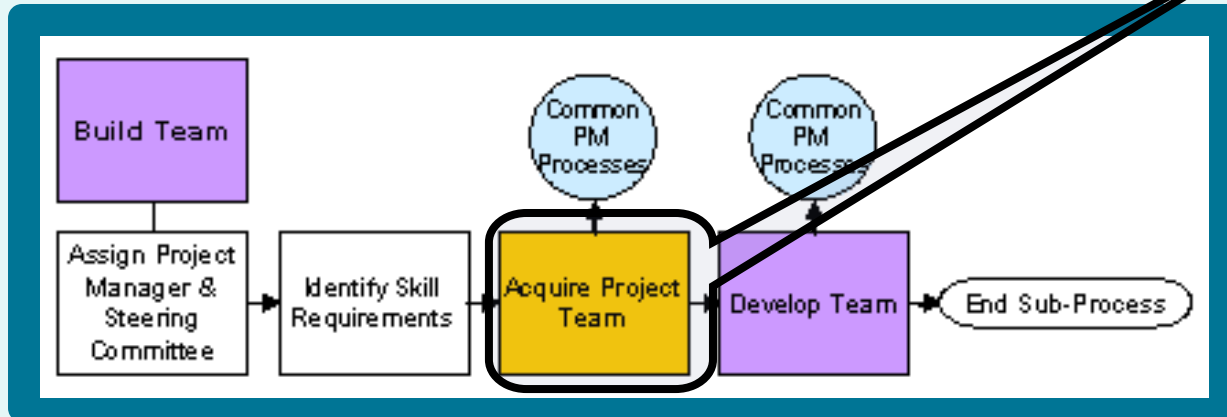 Build Team
Common
PM
Processes
Common
PM
Processes
Assign Project
Manager &
Steering
Committee
Identify Skill
Requirements
Acquire Project
Team
Develop Team
End Sub-Process